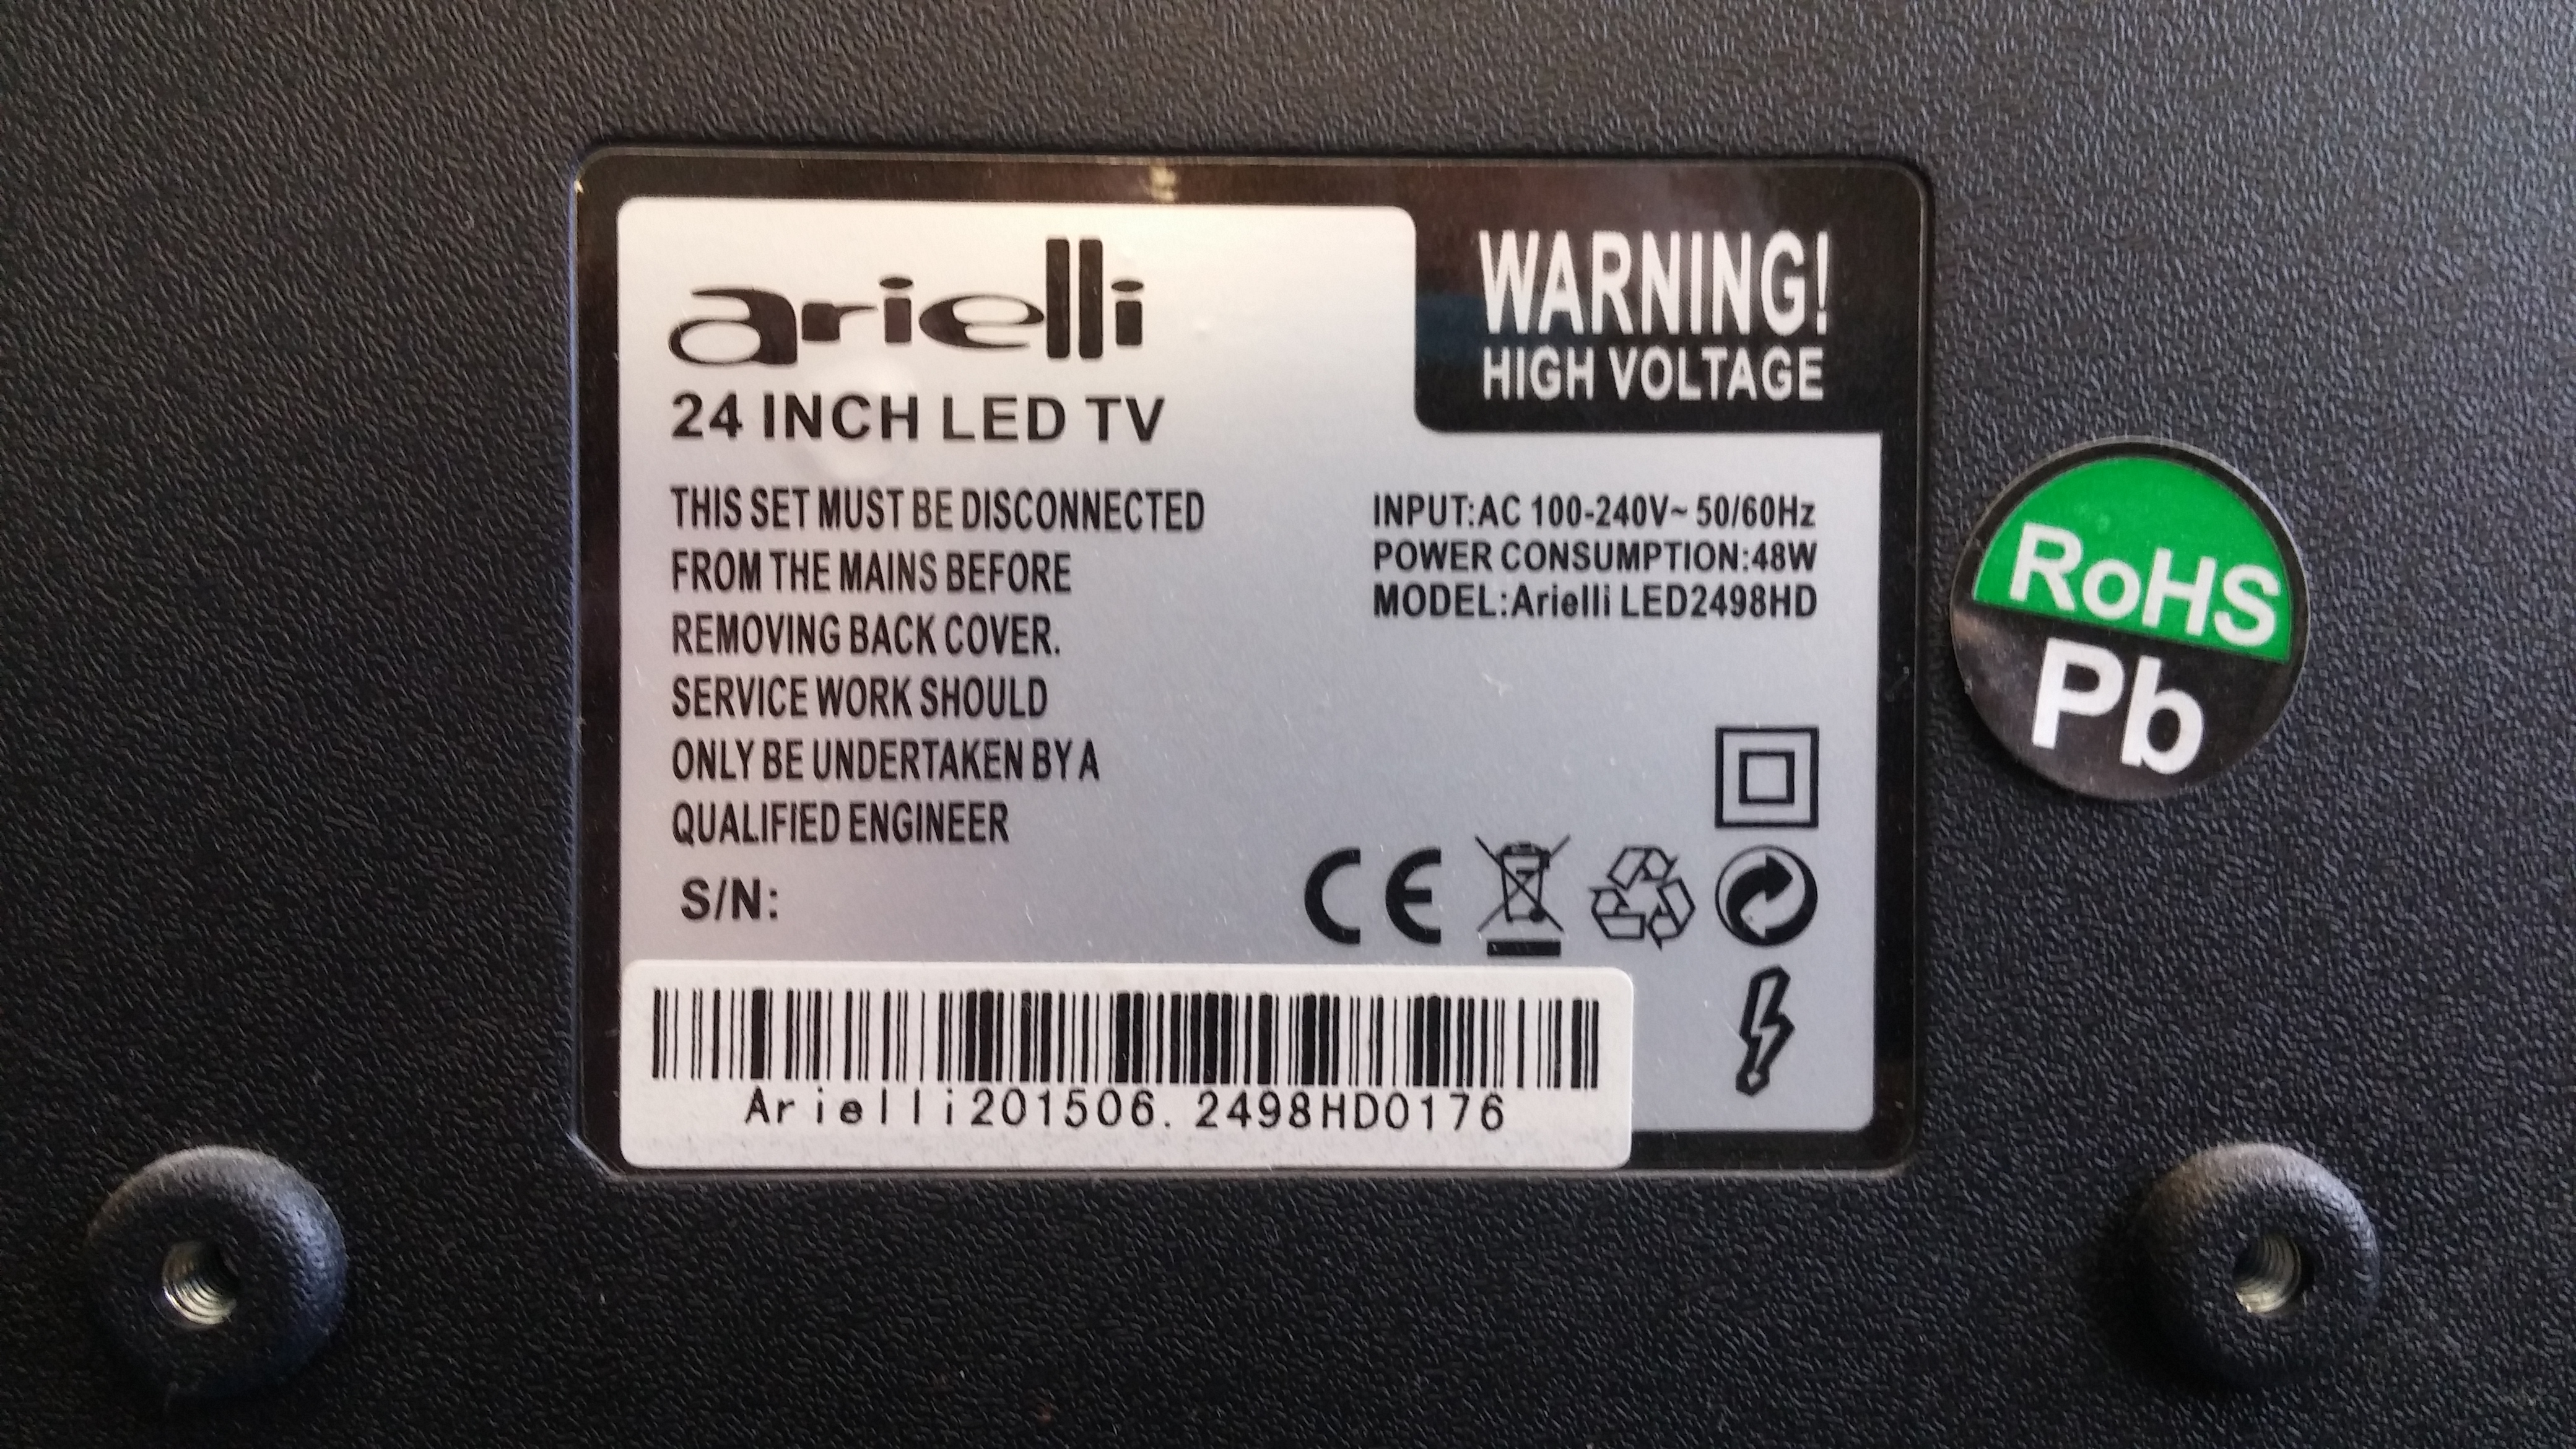 arielli
24 INCH LED TV
WARNING!
HIGH VOLTAGE
THIS SET MUST BE DISCONNECTED
FROM THE MAINS BEFORE
REMOVING BACK COVER.
SERVICE WORK SHOULD
ONLY BE UNDERTAKEN BY A
QUALIFIED ENGINEER
INPUT:AC 100-240V~ 50/60Hz
POWER CONSUMPTION:48W
MODEL:Arielli LED2498HD
S/N:
CE
Arielli201506.2498HD0176
RoHS
Pb